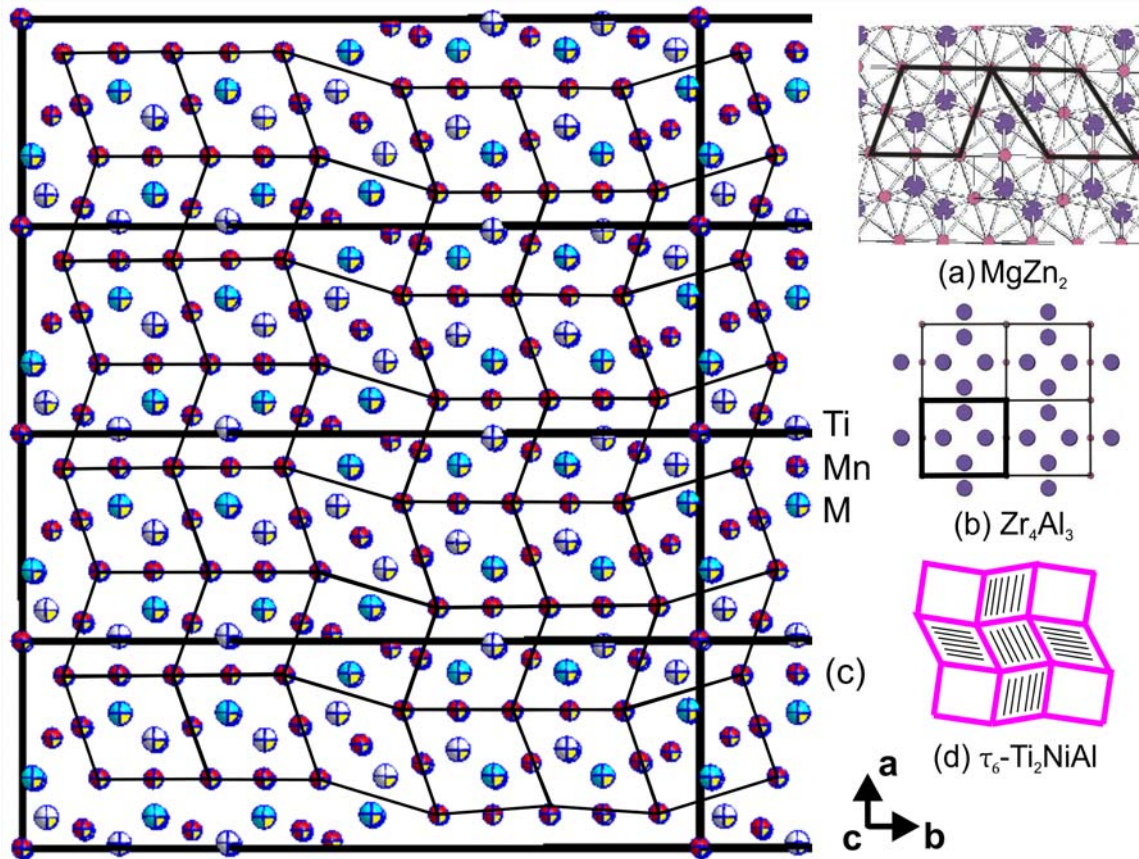 (a) MgZn₂
Ti
Mn
M
(b) Zr₄Al₃
(c)
(d) τ₆-Ti₂NiAl
a
c b